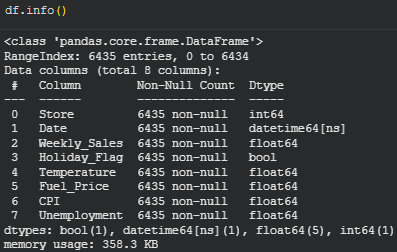 df.info()
<class 'pandas.core.frame.DataFrame'>
RangeIndex: 6435 entries, 0 to 6434
Data columns (total 8 columns):
 #   Column        Non-Null Count  Dtype
---  ------        --------------  -----
 0   Store         6435 non-null   int64
 1   Date          6435 non-null   datetime64[ns]
 2   Weekly_Sales  6435 non-null   float64
 3   Holiday_Flag  6435 non-null   bool
 4   Temperature   6435 non-null   float64
 5   Fuel_Price    6435 non-null   float64
 6   CPI           6435 non-null   float64
 7   Unemployment  6435 non-null   float64
dtypes: bool(1), datetime64[ns](1), float64(5), int64(1)
memory usage: 358.3 KB